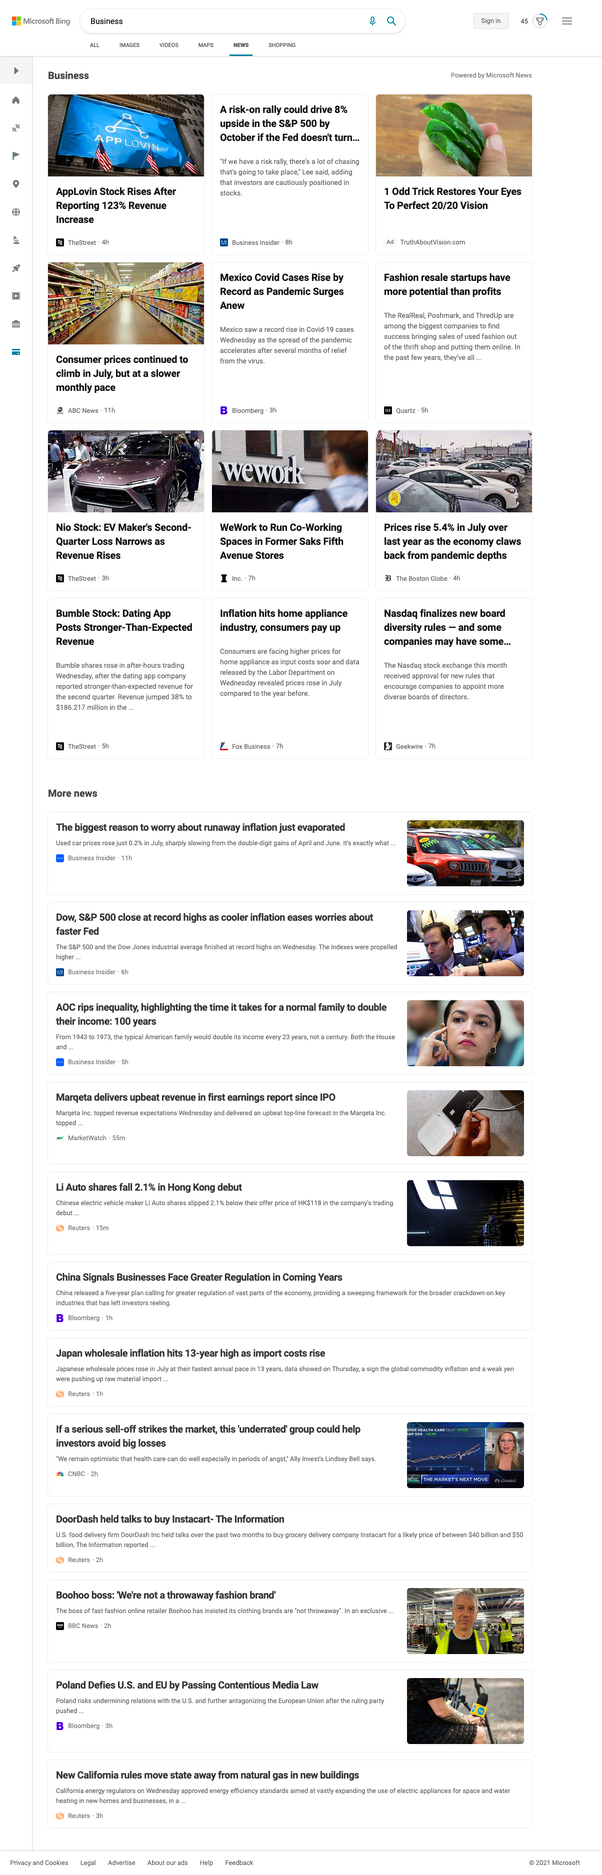 Microsoft Bing
Business
Sign in
45
ALL IMAGES VIDEOS MAPS NEWS SHOPPING
Business
Powered by Microsoft News
APPLOVIN
AppLovin Stock Rises After
Reporting 123% Revenue
Increase
TheStreet · 4h
A risk-on rally could drive 8%
upside in the S&P 500 by
October if the Fed doesn't turn...
"If we have a risk rally, there's a lot of chasing
that's going to take place," Lee said, adding
that investors are cautiously positioned in
stocks.
Business Insider · 8h
1 Odd Trick Restores Your Eyes
To Perfect 20/20 Vision
Ad TruthAboutVision.com
Consumer prices continued to
climb in July, but at a slower
monthly pace
ABC News · 11h
Mexico Covid Cases Rise by
Record as Pandemic Surges
Anew
Mexico saw a record rise in Covid-19 cases
Wednesday as the spread of the pandemic
accelerates after several months of relief
from the virus.
Bloomberg · 3h
Fashion resale startups have
more potential than profits
The RealReal, Poshmark, and ThredUp are
among the biggest companies to find
success bringing sales of used fashion out
of the thrift shop and putting them online. In
the past few years, they've all ...
Quartz · 5h
Nio Stock: EV Maker's Second-
Quarter Loss Narrows as
Revenue Rises
TheStreet · 3h
wework
WeWork to Run Co-Working
Spaces in Former Saks Fifth
Avenue Stores
Inc. · 7h
Prices rise 5.4% in July over
last year as the economy claws
back from pandemic depths
The Boston Globe · 4h
Bumble Stock: Dating App
Posts Stronger-Than-Expected
Revenue
Bumble shares rose in after-hours trading
Wednesday, after the dating app company
reported stronger-than-expected revenue for
the second quarter. Revenue jumped 38% to
$186.217 million in the ...
TheStreet · 5h
Inflation hits home appliance
industry, consumers pay up
Consumers are facing higher prices for
home appliance as input costs soar and data
released by the Labor Department on
Wednesday revealed prices rose in July
compared to the year before.
Fox Business · 7h
Nasdaq finalizes new board
diversity rules — and some
companies may have some...
The Nasdaq stock exchange this month
received approval for new rules that
encourage companies to appoint more
diverse boards of directors.
Geekwire · 7h
More news
The biggest reason to worry about runaway inflation just evaporated
Used car prices rose just 0.2% in July, sharply slowing from the double-digit gains of April and June. It's exactly what ...
Business Insider · 11h
Dow, S&P 500 close at record highs as cooler inflation eases worries about
faster Fed
The S&P 500 and the Dow Jones industrial average finished at record highs on Wednesday. The indexes were propelled
higher ...
Business Insider · 6h
AOC rips inequality, highlighting the time it takes for a normal family to double
their income: 100 years
From 1943 to 1973, the typical American family would double its income every 23 years, not a century. Both the House
and ...
Business Insider · 5h
Marqeta delivers upbeat revenue in first earnings report since IPO
Marqeta Inc. topped revenue expectations Wednesday and delivered an upbeat top-line forecast in the Marqeta Inc.
topped ...
MarketWatch · 55m
Li Auto shares fall 2.1% in Hong Kong debut
Chinese electric vehicle maker Li Auto shares slipped 2.1% below their offer price of HK$118 in the company's trading
debut ...
Reuters · 15m
China Signals Businesses Face Greater Regulation in Coming Years
China released a five-year plan calling for greater regulation of vast parts of the economy, providing a sweeping framework for the broader crackdown on key
industries that has left investors reeling.
Bloomberg · 1h
Japan wholesale inflation hits 13-year high as import costs rise
Japanese wholesale prices rose in July at their fastest annual pace in 13 years, data showed on Thursday, a sign the global commodity inflation and a weak yen
were pushing up raw material import ...
Reuters · 1h
If a serious sell-off strikes the market, this 'underrated' group could help
investors avoid big losses
"We remain optimistic that health care can do well especially in periods of angst," Ally Invest's Lindsey Bell says.
CNBC · 2h
THE MARKET'S NEXT MOVE
DoorDash held talks to buy Instacart- The Information
U.S. food delivery firm DoorDash Inc held talks over the past two months to buy grocery delivery company Instacart for a likely price of between $40 billion and $50
billion, The Information reported ...
Reuters · 2h
Boohoo boss: 'We're not a throwaway fashion brand'
The boss of fast fashion online retailer Boohoo has insisted its clothing brands are "not throwaway". In an exclusive ...
BBC News · 2h
Poland Defies U.S. and EU by Passing Contentious Media Law
Poland risks undermining relations with the U.S. and further antagonizing the European Union after the ruling party
pushed ...
Bloomberg · 3h
New California rules move state away from natural gas in new buildings
California energy regulators on Wednesday approved energy efficiency standards aimed at vastly expanding the use of electric appliances for space and water
heating in new homes and businesses, in a ...
Reuters · 3h
Privacy and Cookies Legal Advertise About our ads Help Feedback
© 2021 Microsoft